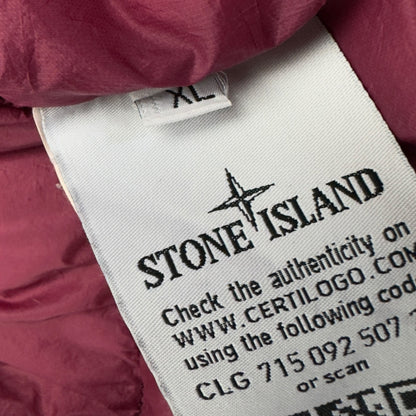 XL
STONE ISLAND
Check the authenticity on
WWW.CERTILOGO.COM
using the following
CLG 715 092 507
or scan